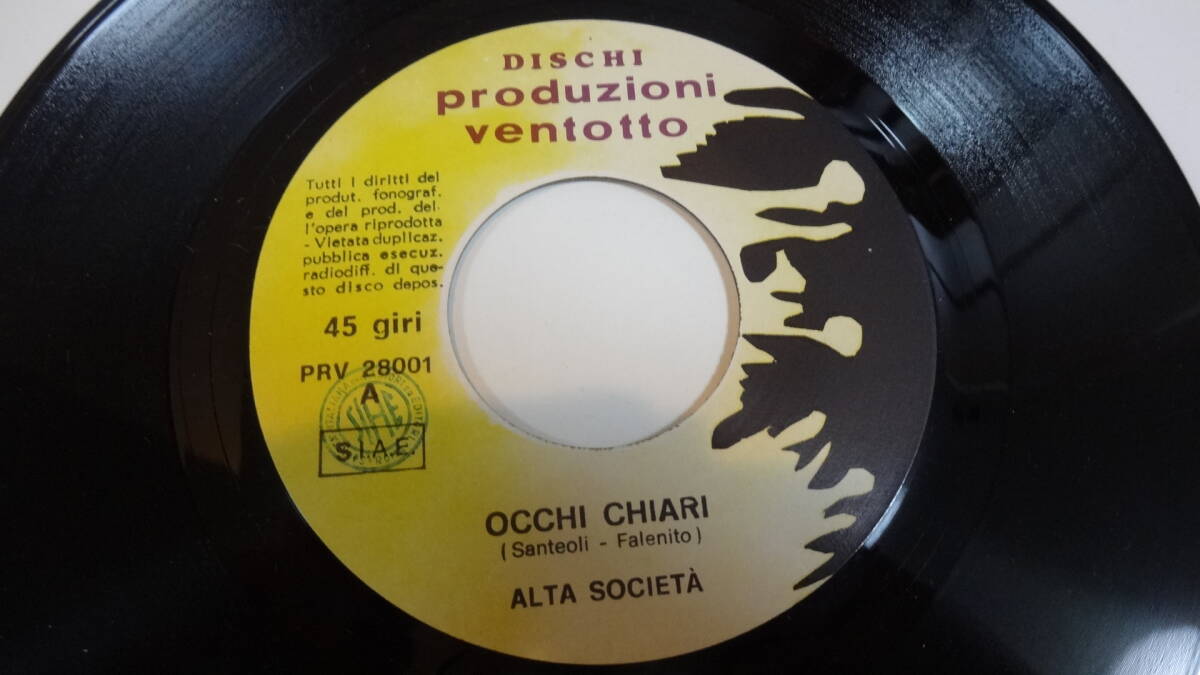 DISCHI
produzioni
ventotto
Tutti i diritti del
produt. fonograf.
e del prod. del-
l'opera riprodotta
- Vietata duplicaz.
pubblica esecuz.
radiodiff. di que-
sto disco depos.
45 giri
PRV 28001
A
SIAE
S.I.A.E.
OCCHI CHIARI
(Santeoli - Falenito)
ALTA SOCIETÀ